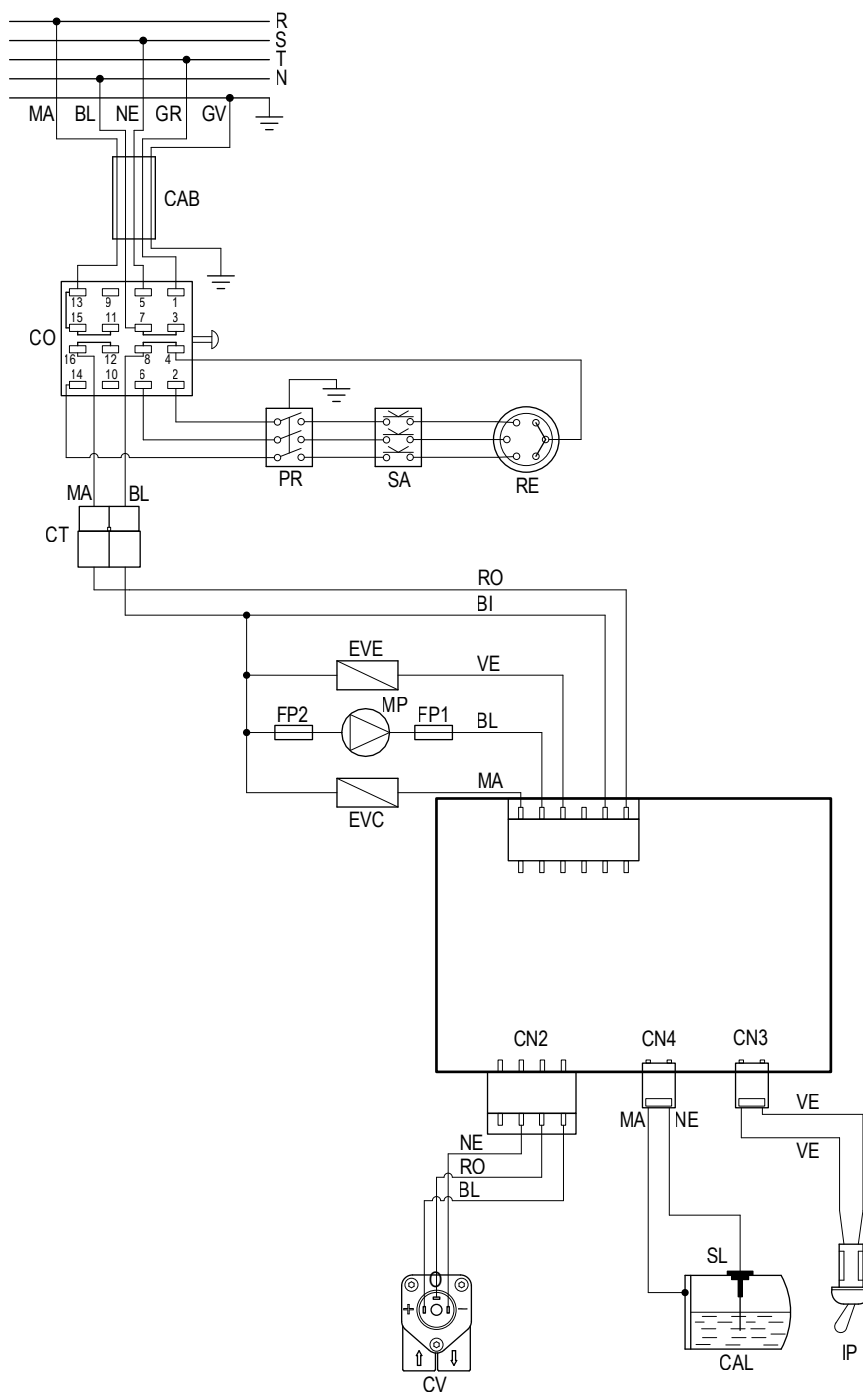 R
S
T
N
MA BL NE GR GV
CAB
13 9 5 1
15 11 7 3
CO
16 12 8 4
14 10 6 2
PR SA RE
MA BL
CT
RO
BI
EVE VE
FP2 MP FP1 BL
MA
EVC
CN2 CN4 CN3
MA NE VE
NE VE
RO
BL
SL
+ −
CAL IP
CV